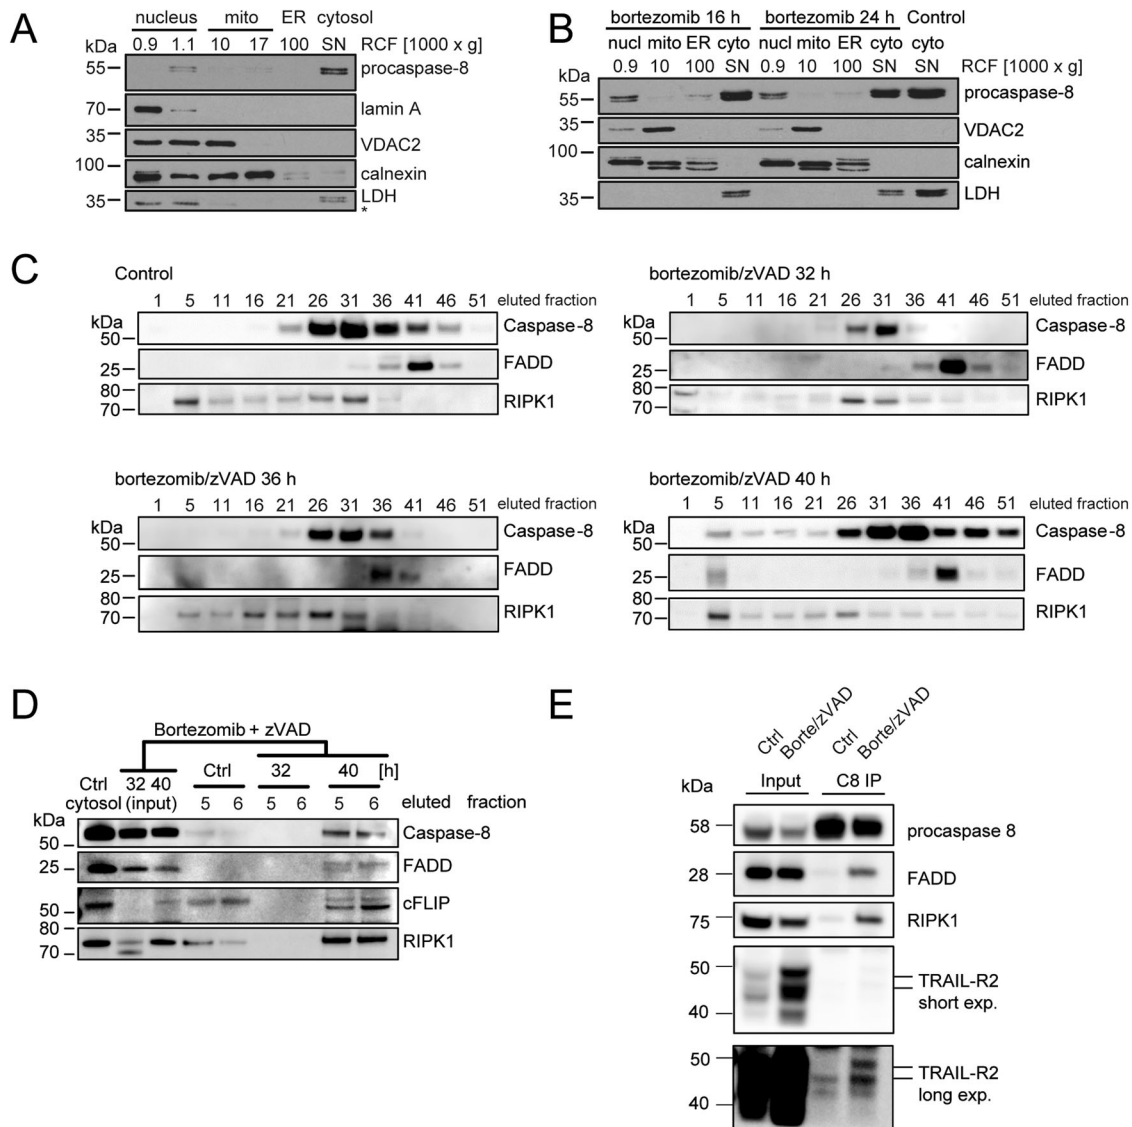 A
nucleus mito ER cytosol
kDa 0.9 1.1 10 17 100 SN RCF [1000 x g]
55 procaspase-8
70 lamin A
35 VDAC2
100 calnexin
35 LDH
*
B
bortezomib 16 h bortezomib 24 h Control
nucl mito ER cyto nucl mito ER cyto cyto
kDa 0.9 10 100 SN 0.9 10 100 SN SN RCF [1000 x g]
55 procaspase-8
35 VDAC2
100 calnexin
35 LDH
C
Control
1 5 11 16 21 26 31 36 41 46 51 eluted fraction
kDa
50 Caspase-8
25 FADD
80
70 RIPK1
bortezomib/zVAD 32 h
1 5 11 16 21 26 31 36 41 46 51 eluted fraction
kDa
50 Caspase-8
25 FADD
80
70 RIPK1
bortezomib/zVAD 36 h
1 5 11 16 21 26 31 36 41 46 51 eluted fraction
kDa
50 Caspase-8
25 FADD
80
70 RIPK1
bortezomib/zVAD 40 h
1 5 11 16 21 26 31 36 41 46 51 eluted fraction
kDa
50 Caspase-8
25 FADD
80
70 RIPK1
D
Bortezomib + zVAD
Ctrl 32 40 Ctrl 32 40 [h]
cytosol (input) 5 6 5 6 5 6 eluted fraction
kDa
50 Caspase-8
25 FADD
50 cFLIP
80
70 RIPK1
E
Ctrl Borte/zVAD Ctrl Borte/zVAD
kDa Input C8 IP
58 procaspase 8
28 FADD
75 RIPK1
50
TRAIL-R2
short exp.
40
50
TRAIL-R2
long exp.
40